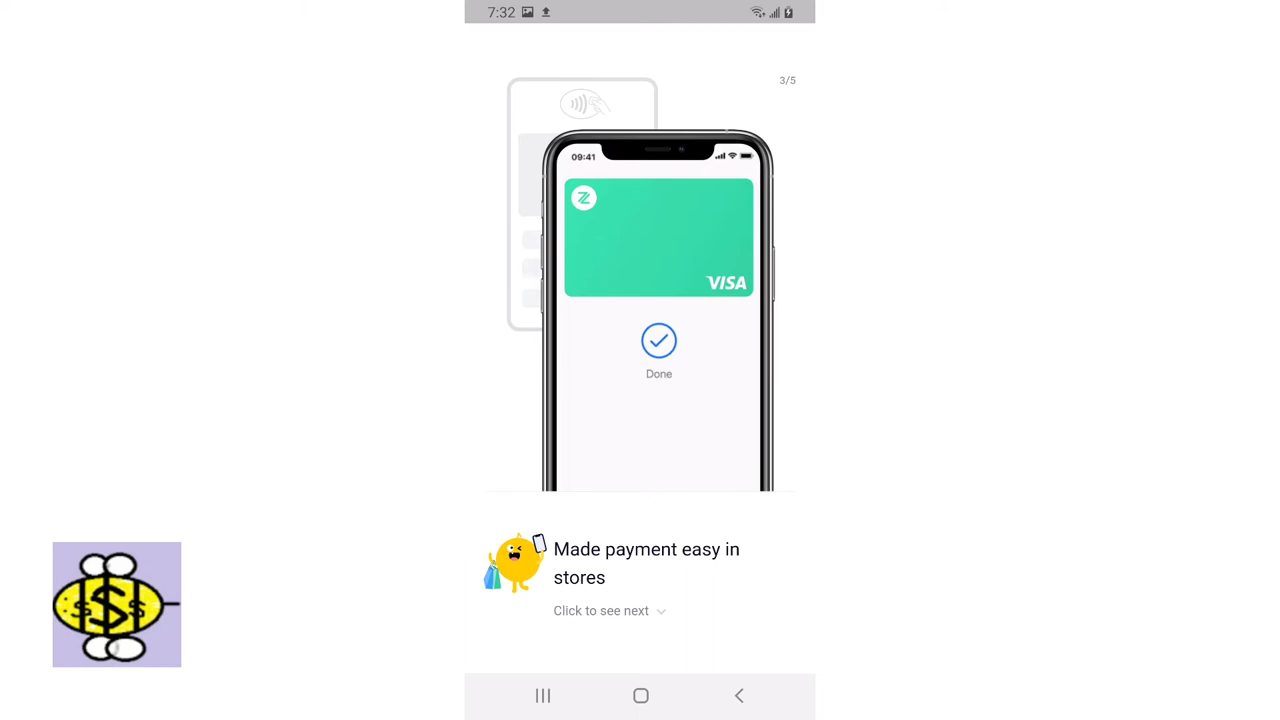 7:32
3/5
09:41
Z
VISA
Done
Made payment easy in
stores
Click to see next
$ $ $